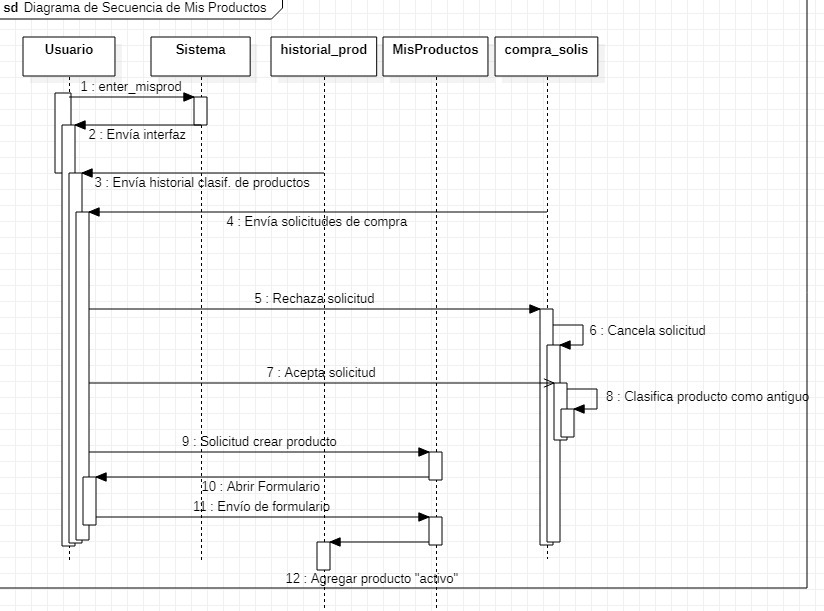 sd Diagrama de Secuencia de Mis Productos
Usuario
Sistema
historial_prod
MisProductos
compra_solis
1 : enter_misprod
2 : Envía interfaz
3 : Envía historial clasif. de productos
4 : Envía solicitudes de compra
5 : Rechaza solicitud
6 : Cancela solicitud
7 : Acepta solicitud
8 : Clasifica producto como antiguo
9 : Solicitud crear producto
10 : Abrir Formulario
11 : Envío de formulario
12 : Agregar producto "activo"